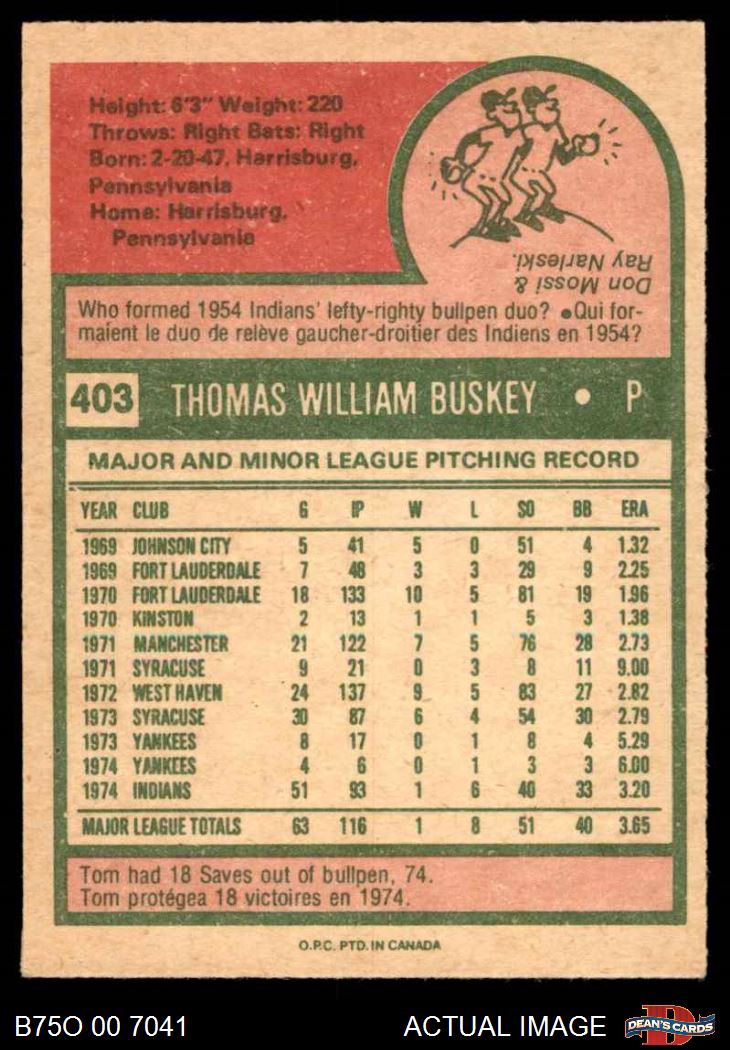 Height: 6'3" Weight: 220
Throws: Right Bats: Right
Born: 2-20-47, Harrisburg,
Pennsylvania
Home: Harrisburg,
Pennsylvania
Don Mossi &
Ray Narleski.
Who formed 1954 Indians' lefty-righty bullpen duo? ●Qui for-
maient le duo de relève gaucher-droitier des Indiens en 1954?
403 THOMAS WILLIAM BUSKEY • P
MAJOR AND MINOR LEAGUE PITCHING RECORD
YEAR CLUB G IP W L SO BB ERA
1969 JOHNSON CITY 5 41 5 0 51 4 1.32
1969 FORT LAUDERDALE 7 48 3 3 29 9 2.25
1970 FORT LAUDERDALE 18 133 10 5 81 19 1.96
1970 KINSTON 2 13 1 1 5 3 1.38
1971 MANCHESTER 21 122 7 5 76 28 2.73
1971 SYRACUSE 9 21 0 3 8 11 9.00
1972 WEST HAVEN 24 137 9 5 83 27 2.82
1973 SYRACUSE 30 87 6 4 54 30 2.79
1973 YANKEES 8 17 0 1 8 4 5.29
1974 YANKEES 4 6 0 1 3 3 6.00
1974 INDIANS 51 93 1 6 40 33 3.20
MAJOR LEAGUE TOTALS 63 116 1 8 51 40 3.65
Tom had 18 Saves out of bullpen, 74.
Tom protégea 18 victoires en 1974.
O.P.C. PTD. IN CANADA
B75O 00 7041 ACTUAL IMAGE D DEAN'S CARDS